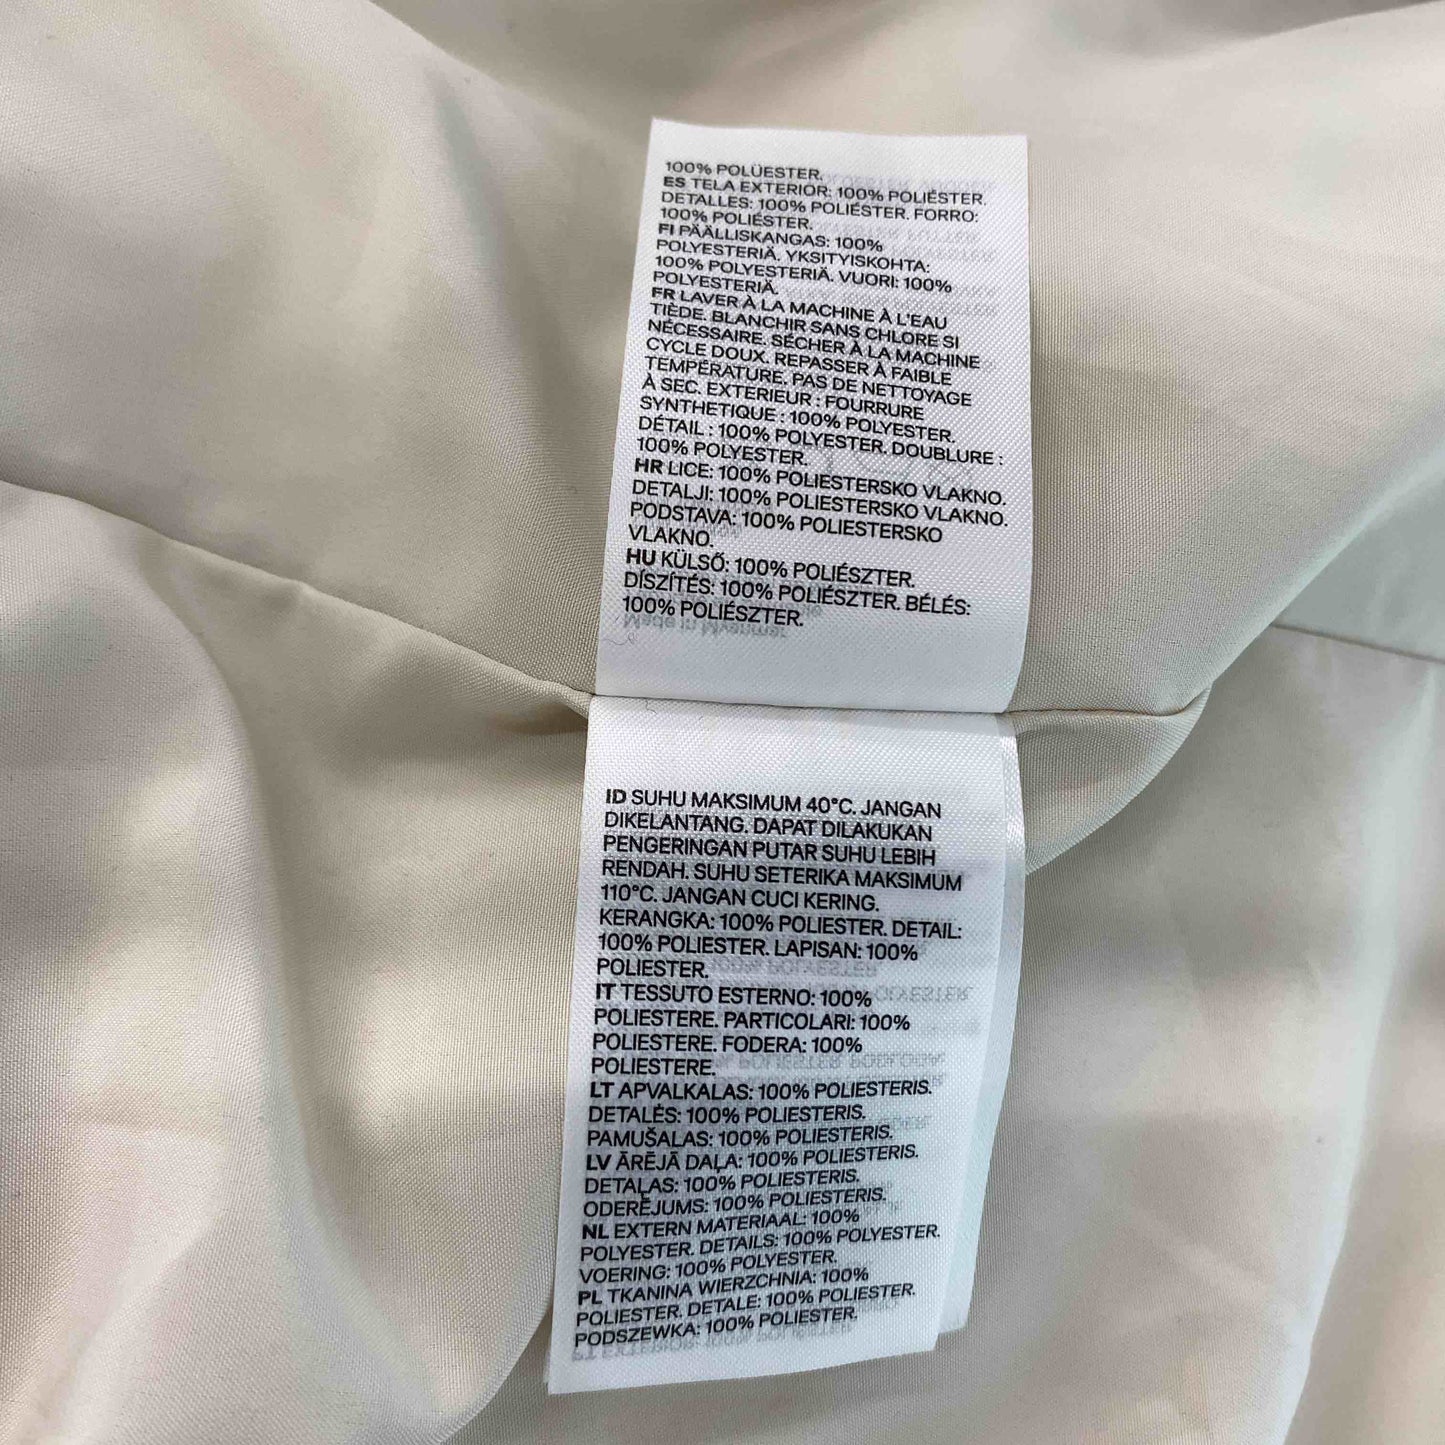 100% POLÜESTER.
ES TELA EXTERIOR: 100% POLIÉSTER.
DETALLES: 100% POLIÉSTER. FORRO:
100% POLIÉSTER.
FI PÄÄLLISKANGAS: 100%
POLYESTERIÄ. YKSITYISKOHTA:
100% POLYESTERIÄ. VUORI: 100%
POLYESTERIÄ.
FR LAVER À LA MACHINE À L'EAU
TIÈDE. BLANCHIR SANS CHLORE SI
NÉCESSAIRE. SÉCHER À LA MACHINE
CYCLE DOUX. REPASSER À FAIBLE
TEMPÉRATURE. PAS DE NETTOYAGE
À SEC. EXTERIEUR : FOURRURE
SYNTHETIQUE : 100% POLYESTER.
DÉTAIL : 100% POLYESTER. DOUBLURE :
100% POLYESTER.
HR LICE: 100% POLIESTERSKO VLAKNO.
DETALJI: 100% POLIESTERSKO VLAKNO.
PODSTAVA: 100% POLIESTERSKO
VLAKNO.
HU KÜLSŐ: 100% POLIÉSZTER.
DÍSZÍTÉS: 100% POLIÉSZTER. BÉLÉS:
100% POLIÉSZTER.
Made in Myanmar
ID SUHU MAKSIMUM 40°C. JANGAN
DIKELANTANG. DAPAT DILAKUKAN
PENGERINGAN PUTAR SUHU LEBIH
RENDAH. SUHU SETERIKA MAKSIMUM
110°C. JANGAN CUCI KERING.
KERANGKA: 100% POLIESTER. DETAIL:
100% POLIESTER. LAPISAN: 100%
POLIESTER.
IT TESSUTO ESTERNO: 100%
POLIESTERE. PARTICOLARI: 100%
POLIESTERE. FODERA: 100%
POLIESTERE.
LT APVALKALAS: 100% POLIESTERIS.
DETALĖS: 100% POLIESTERIS.
PAMUŠALAS: 100% POLIESTERIS.
LV ĀRĒJĀ DAĻA: 100% POLIESTERIS.
DETAĻAS: 100% POLIESTERIS.
ODERĒJUMS: 100% POLIESTERIS.
NL EXTERN MATERIAAL: 100%
POLYESTER. DETAILS: 100% POLYESTER.
VOERING: 100% POLYESTER.
PL TKANINA WIERZCHNIA: 100%
POLIESTER. DETALE: 100% POLIESTER.
PODSZEWKA: 100% POLIESTER.